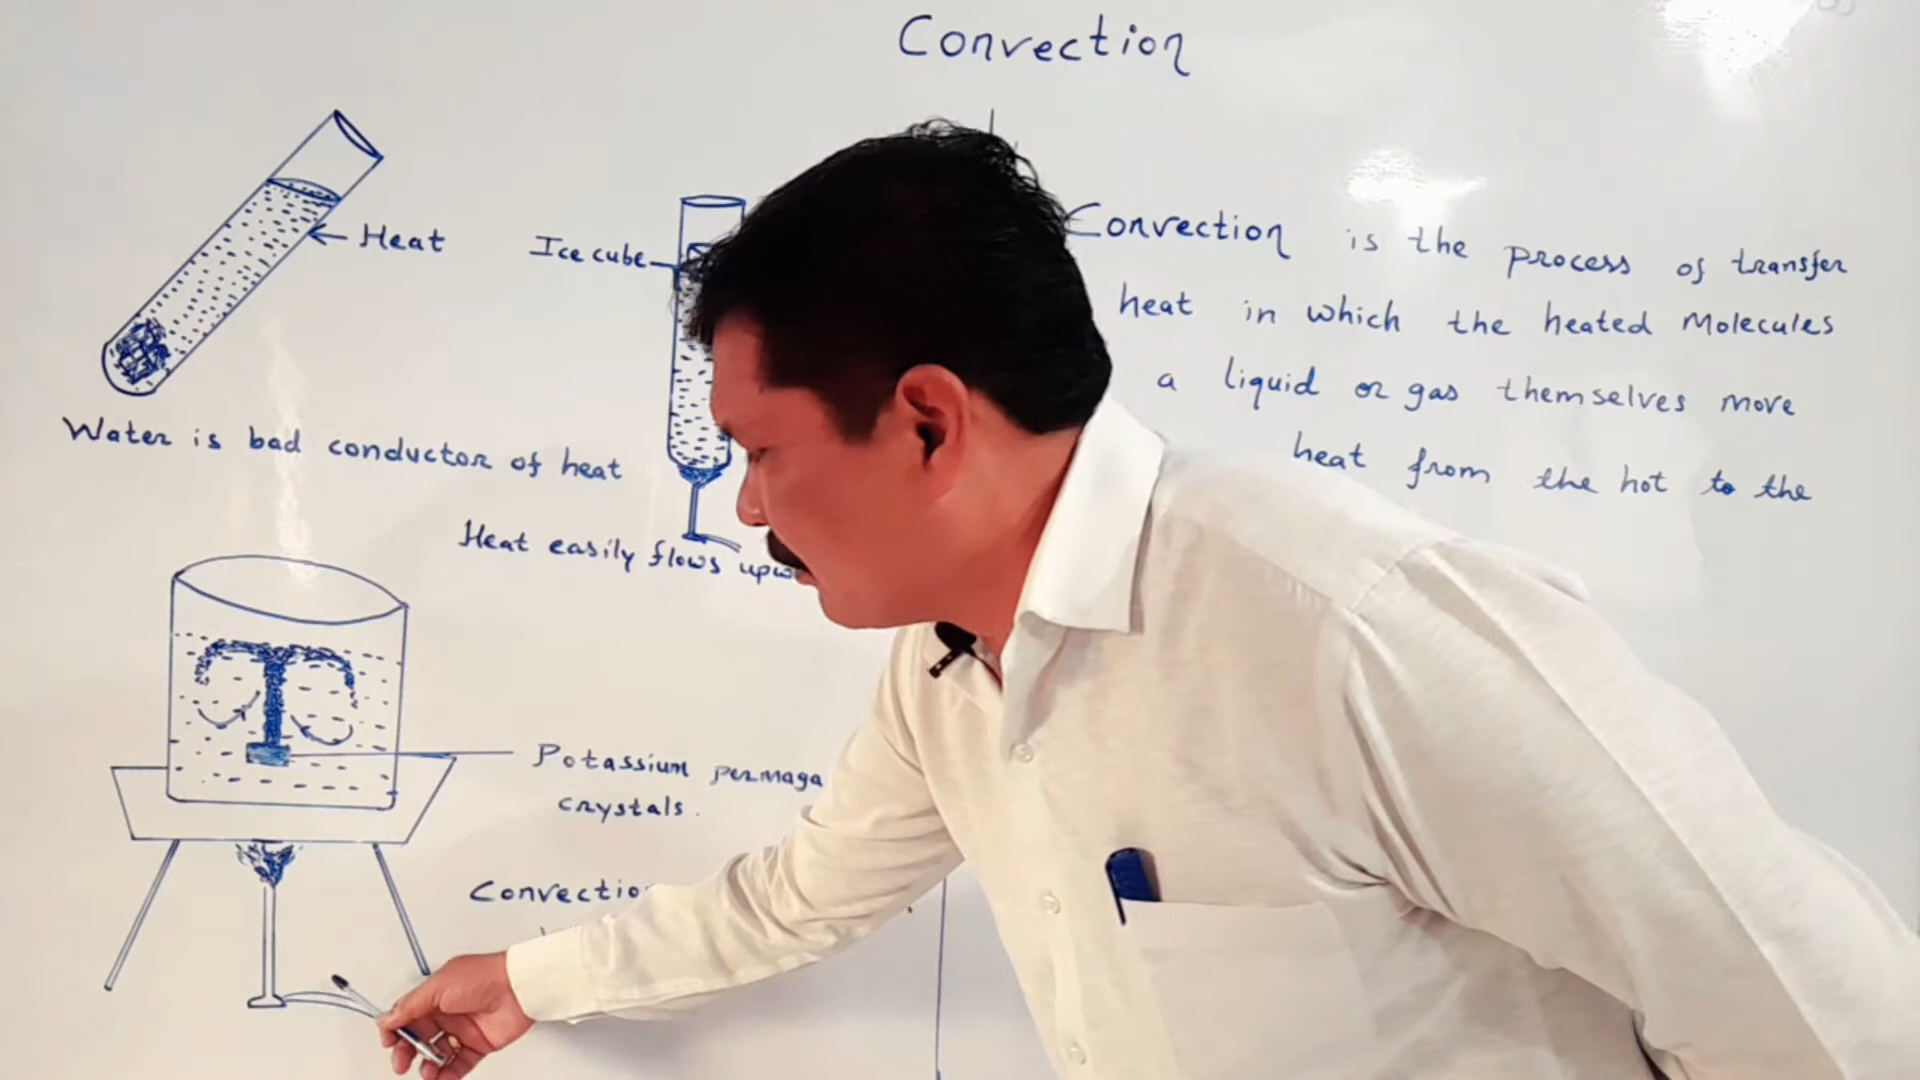 Convection
Heat
Ice cube
Water is bad conductor of heat
Heat easily flows
Potassium
crystals.
Convection is the process of transfer
heat in which the heated Molecules
a liquid or gas themselves move
heat from the hot to the